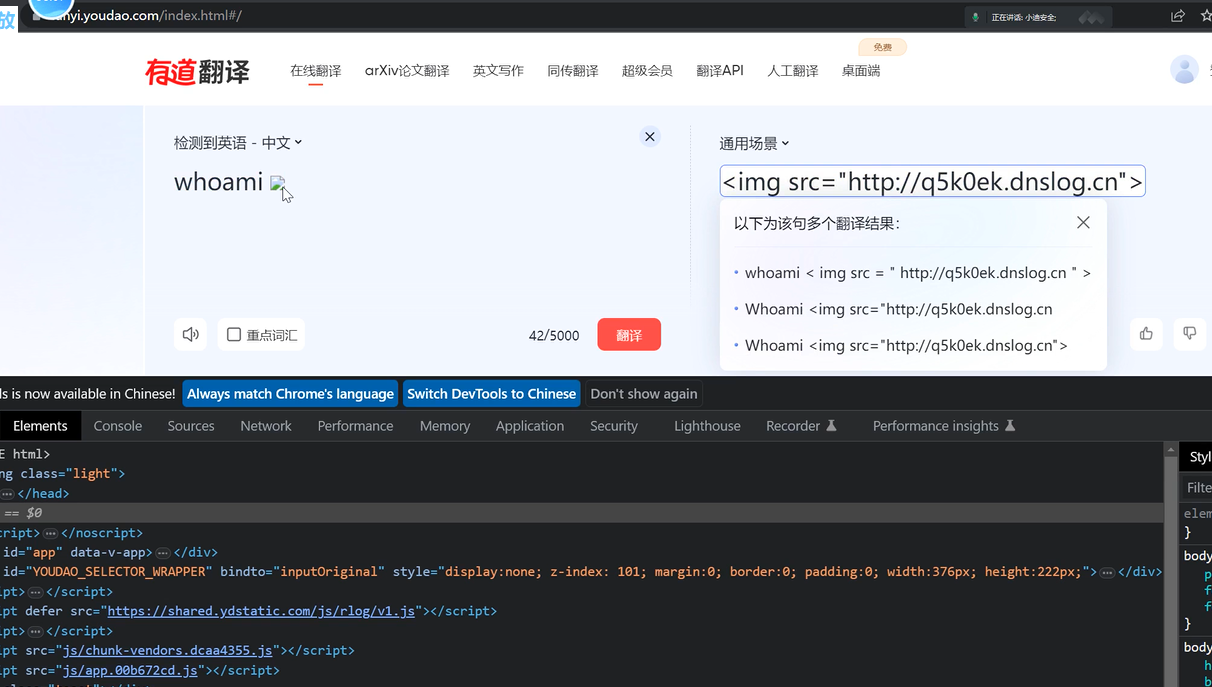 放
anyi.youdao.com/index.html#/
正在讲话: 小迪安全;
有道翻译
在线翻译
arXiv论文翻译
英文写作
同传翻译
超级会员
翻译API
人工翻译
免费
桌面端
检测到英语 - 中文
whoami
重点词汇
42/5000
翻译
通用场景
<img src="http://q5k0ek.dnslog.cn">
以下为该句多个翻译结果：
• whoami < img src = " http://q5k0ek.dnslog.cn " >
• Whoami <img src="http://q5k0ek.dnslog.cn
• Whoami <img src="http://q5k0ek.dnslog.cn">
ls is now available in Chinese!
Always match Chrome's language
Switch DevTools to Chinese
Don't show again
Elements
Console
Sources
Network
Performance
Memory
Application
Security
Lighthouse
Recorder
Performance insights
E html>
ng class="light">
…</head>
== $0
cript>…</noscript>
id="app" data-v-app>…</div>
id="YOUDAO_SELECTOR_WRAPPER" bindto="inputOriginal" style="display:none; z-index: 101; margin:0; border:0; padding:0; width:376px; height:222px;">…</div>
ipt>…</script>
ipt defer src="https://shared.ydstatic.com/js/rlog/v1.js"></script>
ipt>…</script>
ipt src="js/chunk-vendors.dcaa4355.js"></script>
ipt src="js/app.00b672cd.js"></script>
Styl
Filte
elem
}
body
p
f
f
}
body
h
b